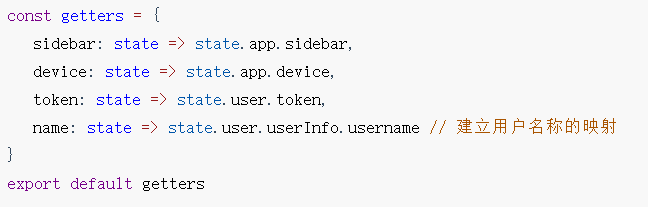 const getters = {
sidebar: state => state.app.sidebar,
device: state => state.app.device,
token: state => state.user.token,
name: state => state.user.userInfo.username // 建立用户名称的映射
}
export default getters